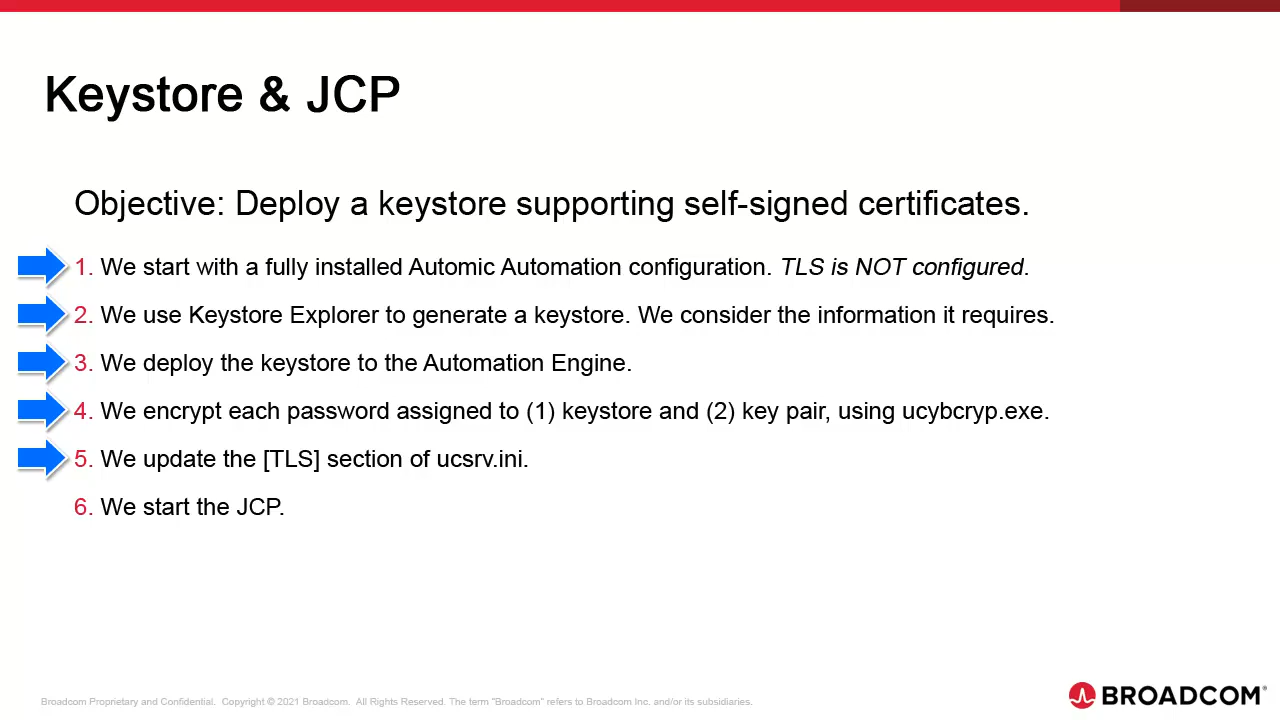 Keystore & JCP
Objective: Deploy a keystore supporting self-signed certificates.
1. We start with a fully installed Automic Automation configuration. TLS is NOT configured.
2. We use Keystore Explorer to generate a keystore. We consider the information it requires.
3. We deploy the keystore to the Automation Engine.
4. We encrypt each password assigned to (1) keystore and (2) key pair, using ucybcryp.exe.
5. We update the [TLS] section of ucsrv.ini.
6. We start the JCP.
Broadcom Proprietary and Confidential. Copyright © 2021 Broadcom. All Rights Reserved. The term "Broadcom" refers to Broadcom Inc. and/or its subsidiaries.
BROADCOM®